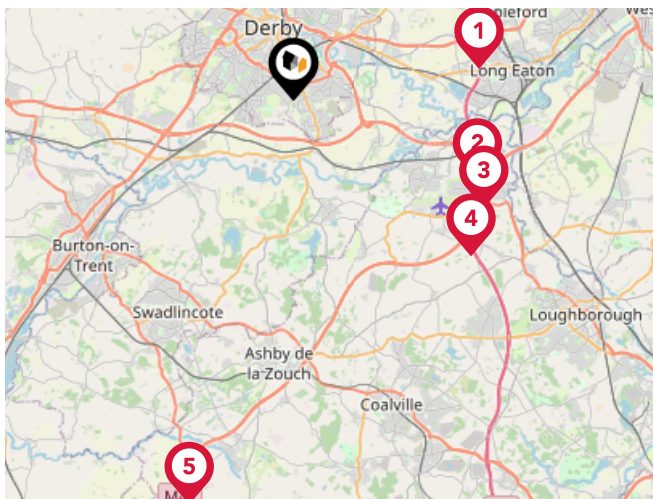 Derby
1
Long Eaton
2
3
4
Burton-on-
Trent
Swadlincote
Loughborough
Ashby de
la Zouch
Coalville
5